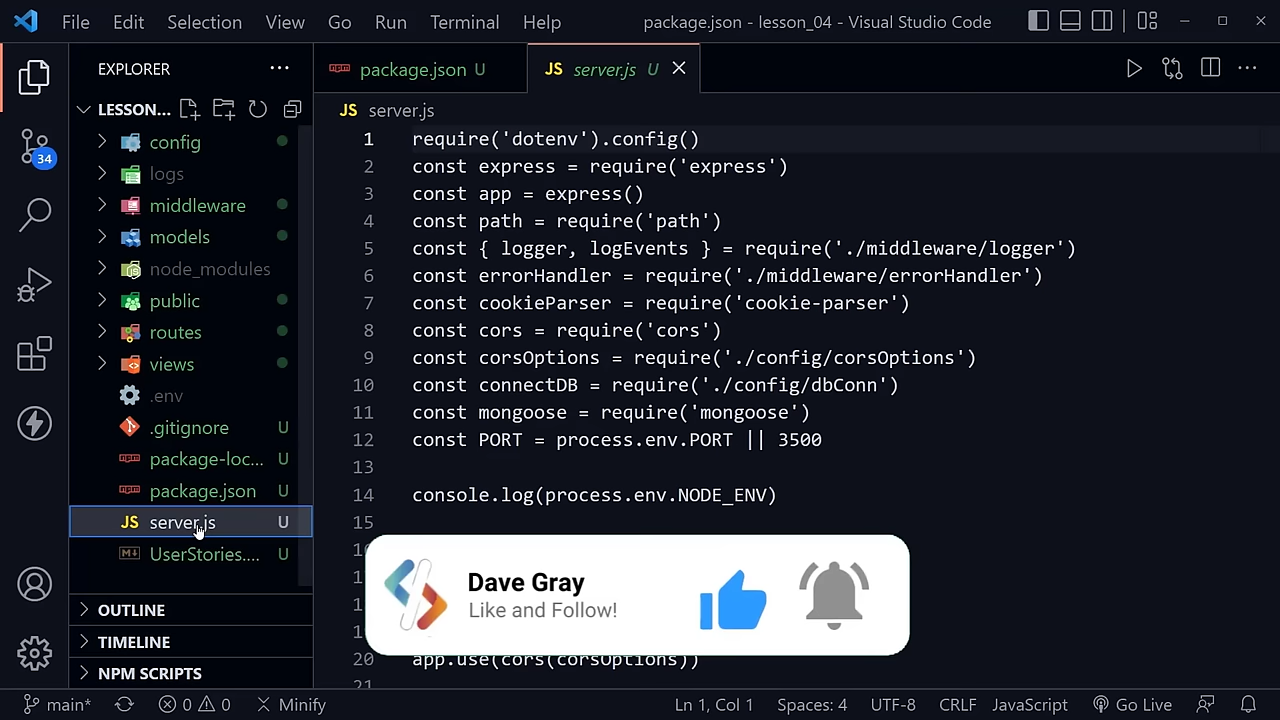 File Edit Selection View Go Run Terminal Help package.json - lesson_04 - Visual Studio Code
EXPLORER
package.json U
JS server.js U
LESSON...
JS server.js
config
logs
middleware
models
node_modules
public
routes
views
.env
.gitignore U
package-loc... U
package.json U
JS server.js U
UserStories.... U
OUTLINE
TIMELINE
NPM SCRIPTS
34
1 require('dotenv').config()
2 const express = require('express')
3 const app = express()
4 const path = require('path')
5 const { logger, logEvents } = require('./middleware/logger')
6 const errorHandler = require('./middleware/errorHandler')
7 const cookieParser = require('cookie-parser')
8 const cors = require('cors')
9 const corsOptions = require('./config/corsOptions')
10 const connectDB = require('./config/dbConn')
11 const mongoose = require('mongoose')
12 const PORT = process.env.PORT || 3500
13
14 console.log(process.env.NODE_ENV)
15
Dave Gray
Like and Follow!
20 app.use(cors(corsOptions))
21
main* 0 0 Minify Ln 1, Col 1 Spaces: 4 UTF-8 CRLF JavaScript Go Live